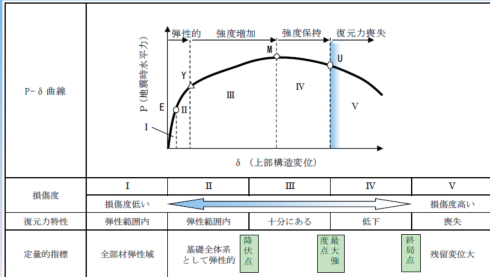 弾性的 強度増加 強度保持 復元力喪失
P-δ曲線
P (地震時水平力)
E Y M U
Ⅰ Ⅱ Ⅲ Ⅳ Ⅴ
δ (上部構造変位)
損傷度 Ⅰ Ⅱ Ⅲ Ⅳ Ⅴ
損傷度低い 損傷度高い
復元力特性 弾性範囲内 弾性範囲内 十分にある 低下 喪失
定量的指標 全部材弾性域 基礎全体系
として弾性的
降伏
点
最大強
度点
終局
点
残留変位大